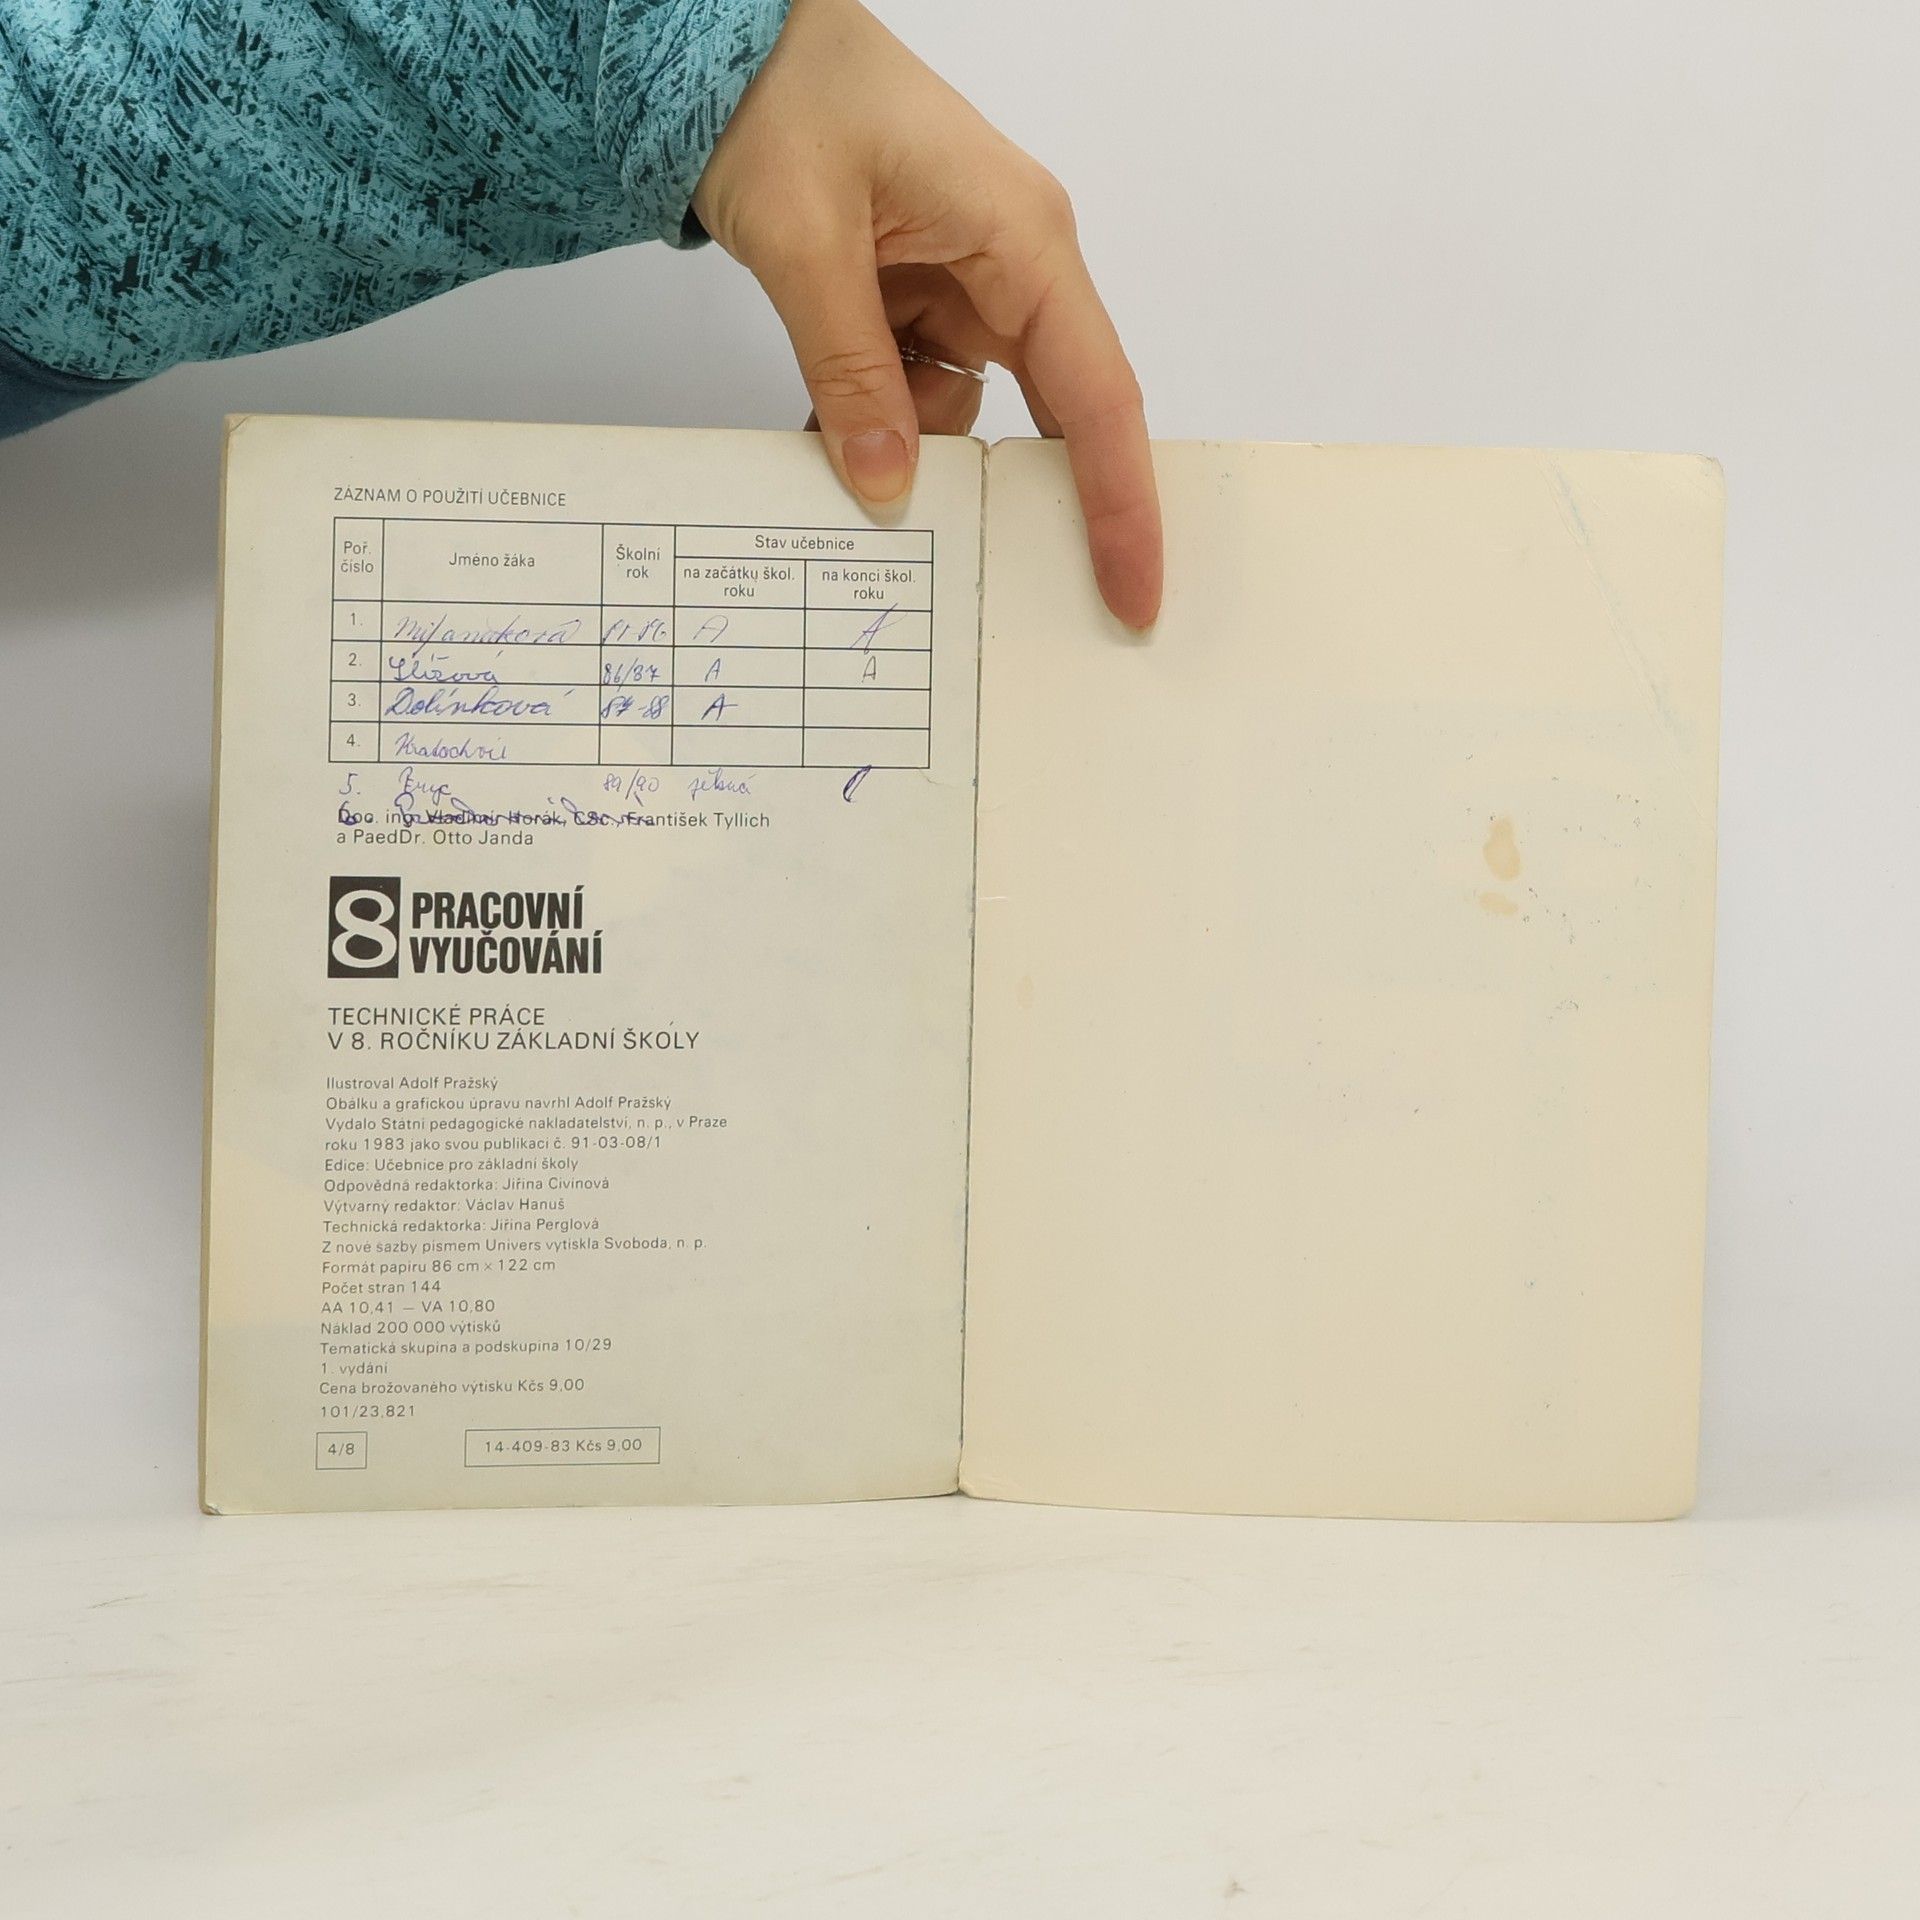 ZÁZNAM O POUŽITÍ UČEBNICE
Poř. číslo Jméno žáka Školní rok Stav učebnice
na začátku škol. roku na konci škol. roku
1. A A
2. Slížová 86/87 A A
3. Dolínková 87-88 A
4. Kratochvil
5. 89/90
6.
Doc. ing. Vladimír Horák, CSc., František Tyllich
a PaedDr. Otto Janda
8 PRACOVNÍ
VYUČOVÁNÍ
TECHNICKÉ PRÁCE
V 8. ROČNÍKU ZÁKLADNÍ ŠKOLY
Ilustroval Adolf Pražský
Obálku a grafickou úpravu navrhl Adolf Pražský
Vydalo Státní pedagogické nakladatelství, n. p., v Praze
roku 1983 jako svou publikaci č. 91-03-08/1
Edice: Učebnice pro základní školy
Odpovědná redaktorka: Jiřina Civínová
Výtvarný redaktor: Václav Hanuš
Technická redaktorka: Jiřina Perglová
Z nové sazby písmem Univers vytiskla Svoboda, n. p.
Formát papíru 86 cm × 122 cm
Počet stran 144
AA 10,41 — VA 10,80
Náklad 200 000 výtisků
Tematická skupina a podskupina 10/29
1. vydání
Cena brožovaného výtisku Kčs 9,00
101/23,821
4/8 14-409-83 Kčs 9,00